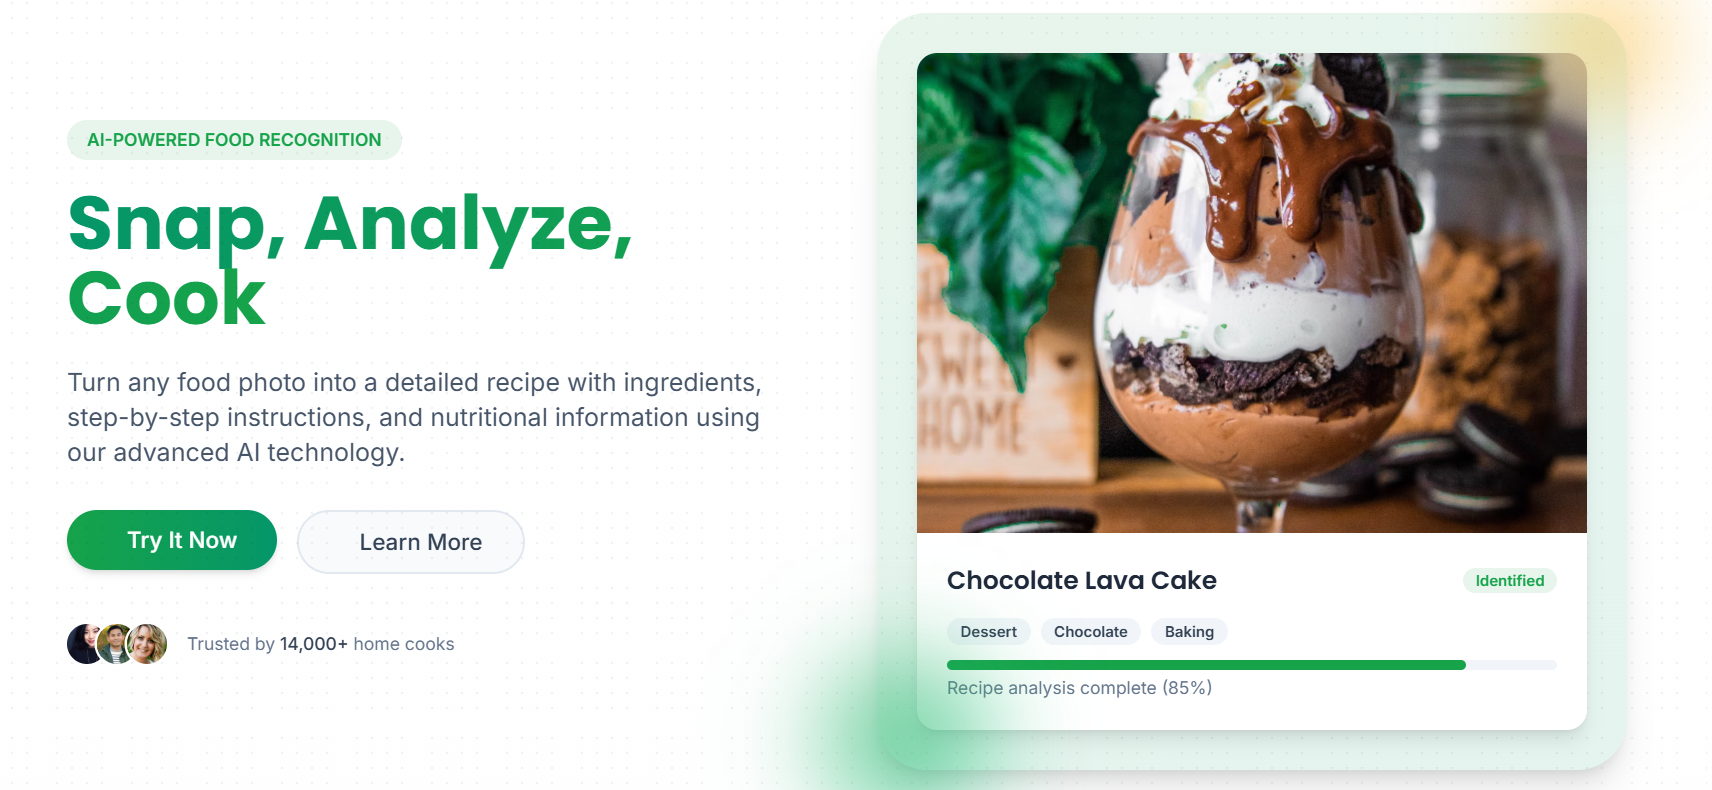 AI-POWERED FOOD RECOGNITION
Snap, Analyze,
Cook
Turn any food photo into a detailed recipe with ingredients,
step-by-step instructions, and nutritional information using
our advanced AI technology.
Try It Now
Learn More
Trusted by 14,000+ home cooks
HOME
Chocolate Lava Cake
Identified
Dessert
Chocolate
Baking
Recipe analysis complete (85%)